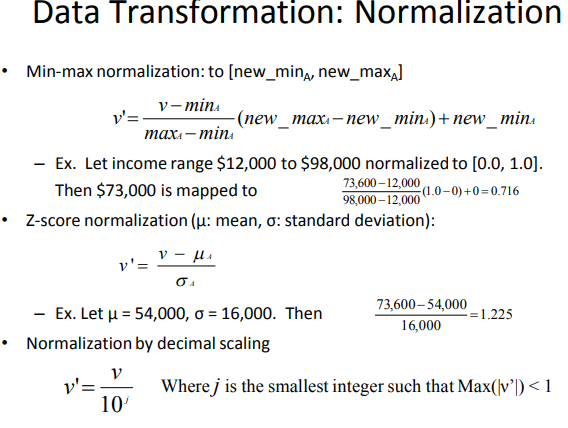 Data Transformation: Normalization
• Min-max normalization: to [new_minA, new_maxA]
v' = (v − minA) / (maxA − minA) (new_maxA − new_minA) + new_minA
– Ex. Let income range $12,000 to $98,000 normalized to [0.0, 1.0].
Then $73,000 is mapped to (73,600 − 12,000) / (98,000 − 12,000) (1.0 − 0) + 0 = 0.716
• Z-score normalization (μ: mean, σ: standard deviation):
v' = (v − μA) / σA
– Ex. Let μ = 54,000, σ = 16,000. Then (73,600 − 54,000) / 16,000 = 1.225
• Normalization by decimal scaling
v' = v / 10^j Where j is the smallest integer such that Max(|v'|) < 1